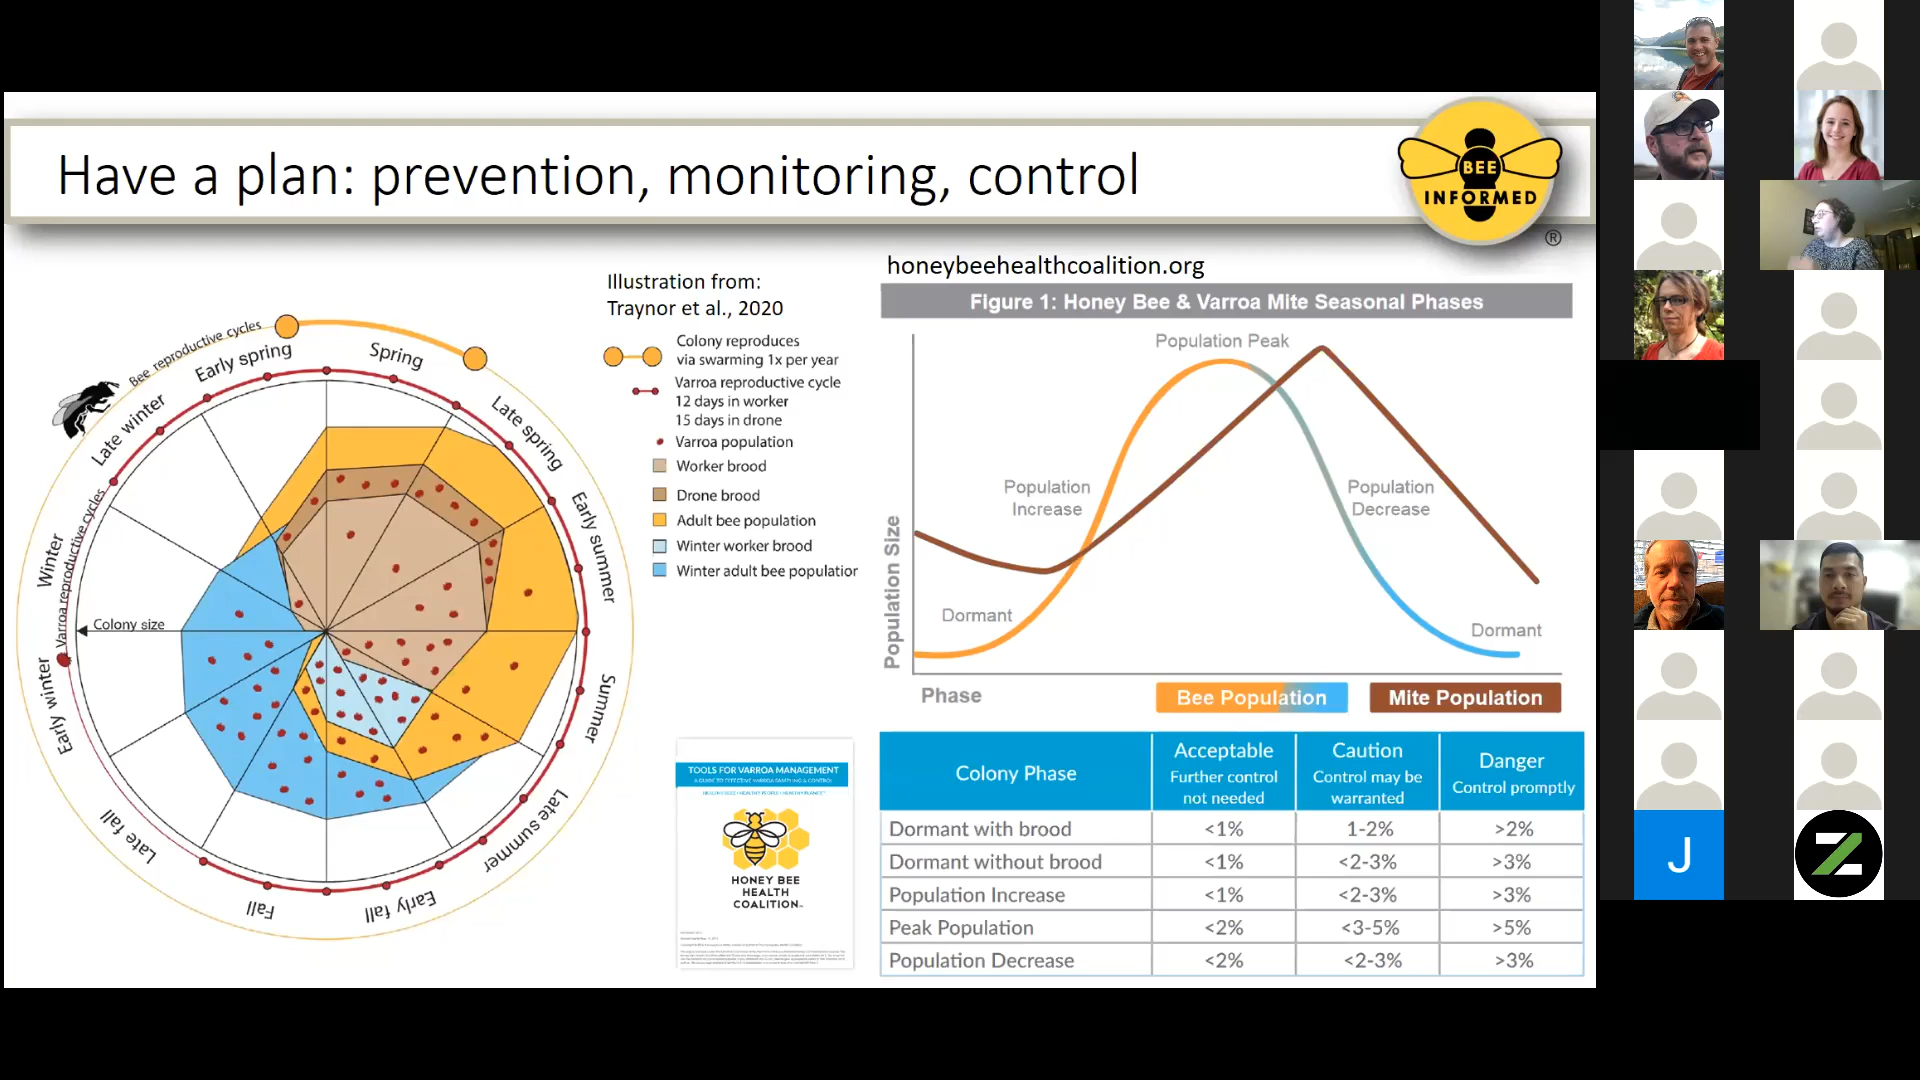 Have a plan: prevention, monitoring, control
BEE
INFORMED
®
Illustration from:
Traynor et al., 2020
Bee reproductive cycles
Early spring
Spring
Late spring
Early summer
Summer
Late summer
Early fall
Fall
Late fall
Early winter
Winter
Late winter
Varroa reproductive cycles
Colony size
Colony reproduces
via swarming 1x per year
Varroa reproductive cycle
12 days in worker
15 days in drone
Varroa population
Worker brood
Drone brood
Adult bee population
Winter worker brood
Winter adult bee population
TOOLS FOR VARROA MANAGEMENT
A GUIDE TO EFFECTIVE VARROA SAMPLING & CONTROL
HONEY BEE
HEALTH
COALITION
honeybeehealthcoalition.org
Figure 1: Honey Bee & Varroa Mite Seasonal Phases
Population Peak
Population
Increase
Population
Decrease
Dormant
Dormant
Population Size
Phase
Bee Population
Mite Population
Colony Phase Acceptable Further control not needed Caution Control may be warranted Danger Control promptly
Dormant with brood <1% 1-2% >2%
Dormant without brood <1% <2-3% >3%
Population Increase <1% <2-3% >3%
Peak Population <2% <3-5% >5%
Population Decrease <2% <2-3% >3%
J
Z